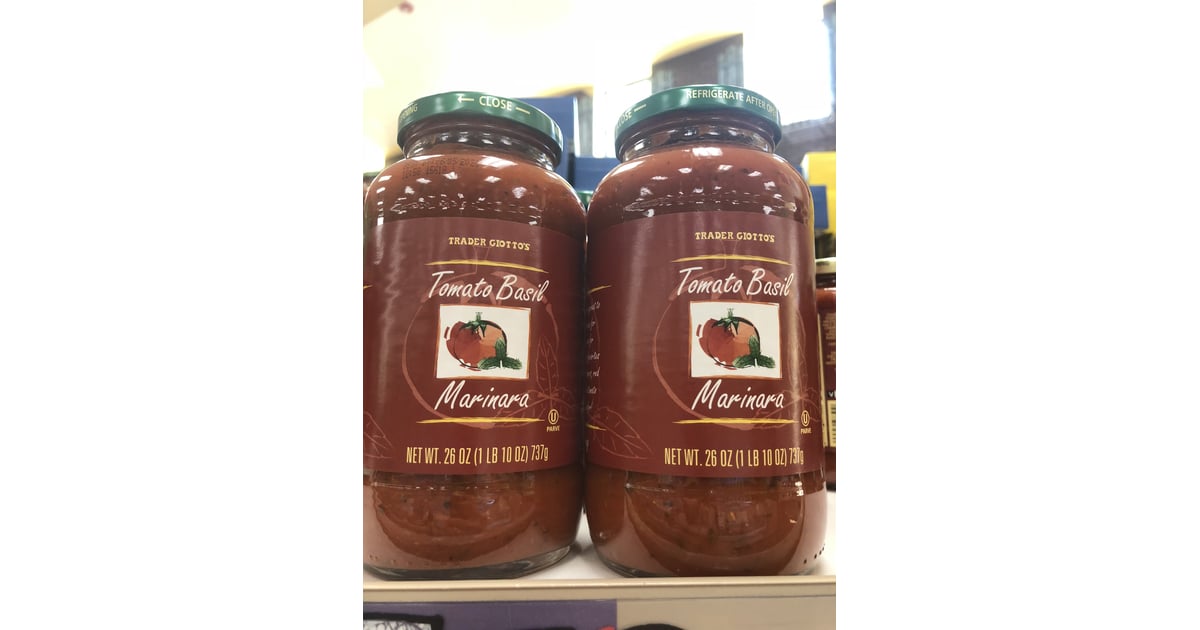 ← CLOSE —
TRADER GIOTTO'S
Tomato Basil
Marinara
U
PARVE
NET WT. 26 OZ (1 LB 10 OZ) 737g
REFRIGERATE AFTER
TRADER GIOTTO'S
Tomato Basil
Marinara
U
PARVE
NET WT. 26 OZ (1 LB 10 OZ) 737g